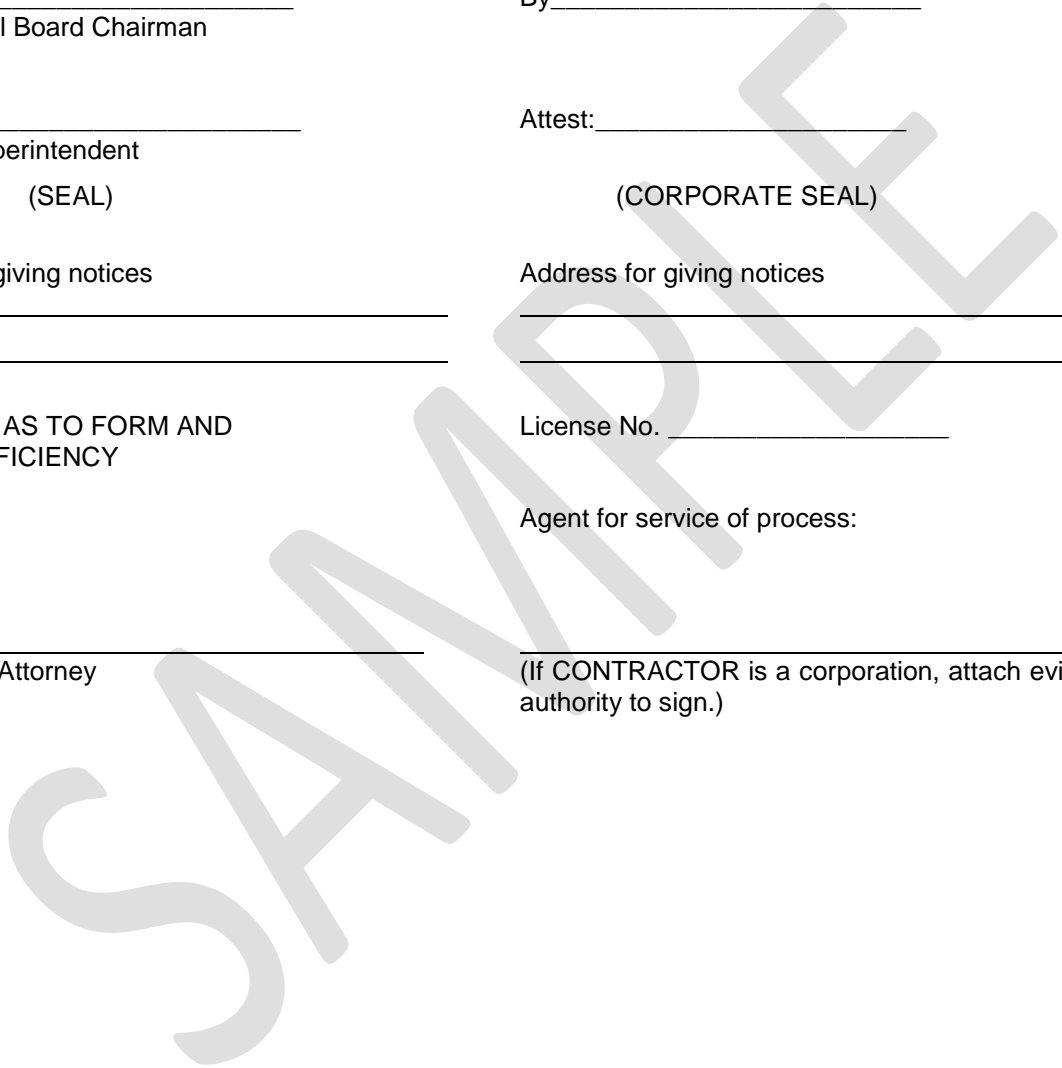 l Board Chairman
perintendent
(SEAL)
giving notices
AS TO FORM AND
FICIENCY
Attorney
By_________________________
Attest:_____________________
(CORPORATE SEAL)
Address for giving notices
License No. ___________________
Agent for service of process:
(If CONTRACTOR is a corporation, attach evi
authority to sign.)
SAMPLE